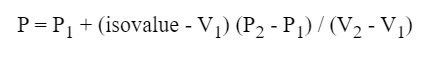 P = P₁ + (isovalue - V₁) (P₂ - P₁) / (V₂ - V₁)